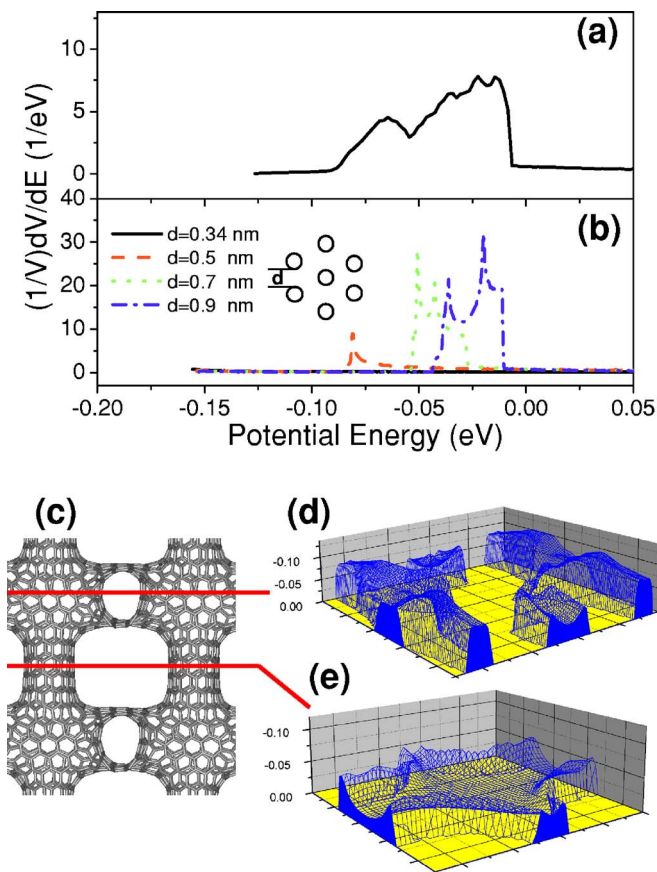 (a)
10
5
0
(1/V)dV/dE (1/eV)
40
30
20
10
0
(b)
d=0.34 nm
d=0.5 nm
d=0.7 nm
d=0.9 nm
d
-0.20 -0.15 -0.10 -0.05 0.00 0.05
Potential Energy (eV)
(c)
(d)
-0.10
-0.05
0.00
(e)
-0.10
-0.05
0.00